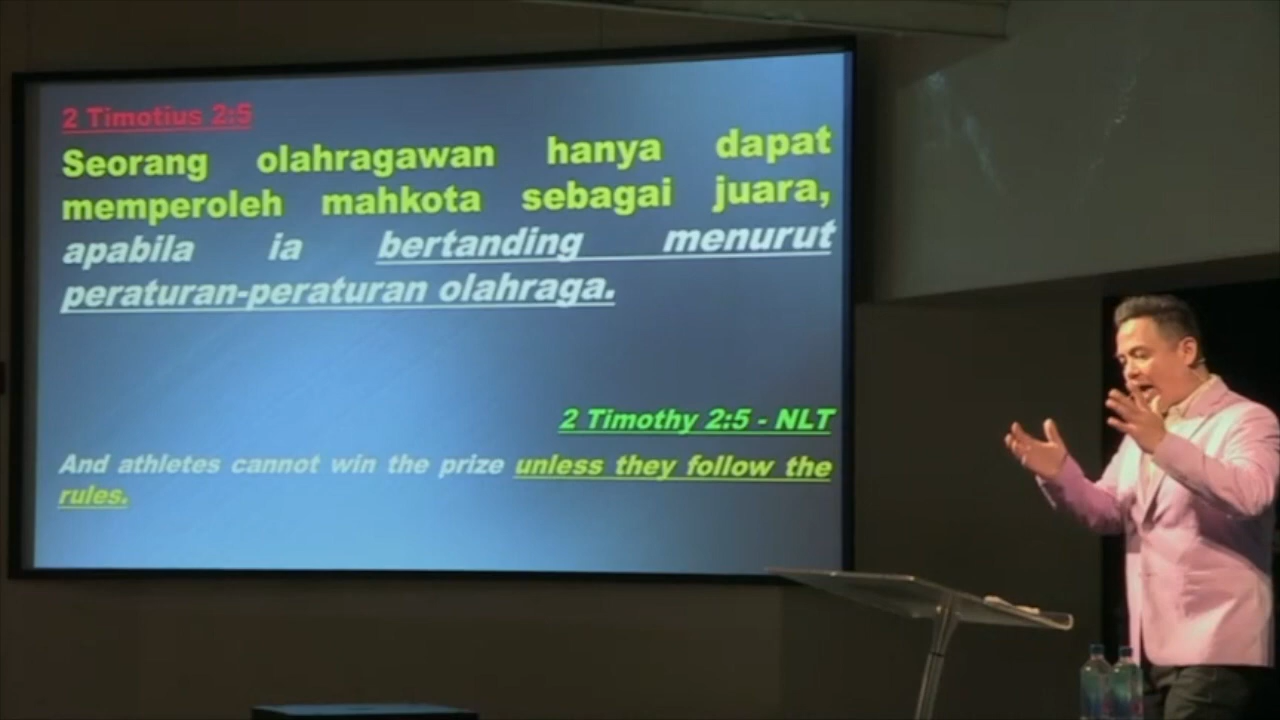 2 Timotius 2:5
Seorang olahragawan hanya dapat
memperoleh mahkota sebagai juara,
apabila ia bertanding menurut
peraturan-peraturan olahraga.
2 Timothy 2:5 - NLT
And athletes cannot win the prize unless they follow the
rules.